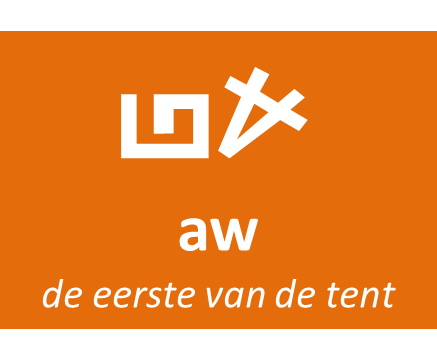 aw
de eerste van de tent